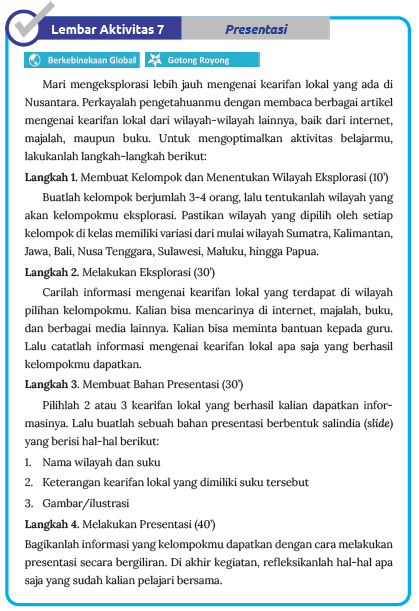 Lembar Aktivitas 7
Presentasi
Berkebinekaan Global
Gotong Royong
Mari mengeksplorasi lebih jauh mengenai kearifan lokal yang ada di
Nusantara. Perkayalah pengetahuanmu dengan membaca berbagai artikel
mengenai kearifan lokal dari wilayah-wilayah lainnya, baik dari internet,
majalah, maupun buku. Untuk mengoptimalkan aktivitas belajarmu,
lakukanlah langkah-langkah berikut:
Langkah 1. Membuat Kelompok dan Menentukan Wilayah Eksplorasi (10’)
Buatlah kelompok berjumlah 3-4 orang, lalu tentukanlah wilayah yang
akan kelompokmu eksplorasi. Pastikan wilayah yang dipilih oleh setiap
kelompok di kelas memiliki variasi dari mulai wilayah Sumatra, Kalimantan,
Jawa, Bali, Nusa Tenggara, Sulawesi, Maluku, hingga Papua.
Langkah 2. Melakukan Eksplorasi (30’)
Carilah informasi mengenai kearifan lokal yang terdapat di wilayah
pilihan kelompokmu. Kalian bisa mencarinya di internet, majalah, buku,
dan berbagai media lainnya. Kalian bisa meminta bantuan kepada guru.
Lalu catatlah informasi mengenai kearifan lokal apa saja yang berhasil
kelompokmu dapatkan.
Langkah 3. Membuat Bahan Presentasi (30’)
Pilihlah 2 atau 3 kearifan lokal yang berhasil kalian dapatkan infor-
masinya. Lalu buatlah sebuah bahan presentasi berbentuk salindia (slide)
yang berisi hal-hal berikut:
1. Nama wilayah dan suku
2. Keterangan kearifan lokal yang dimiliki suku tersebut
3. Gambar/ilustrasi
Langkah 4. Melakukan Presentasi (40’)
Bagikanlah informasi yang kelompokmu dapatkan dengan cara melakukan
presentasi secara bergiliran. Di akhir kegiatan, refleksikanlah hal-hal apa
saja yang sudah kalian pelajari bersama.